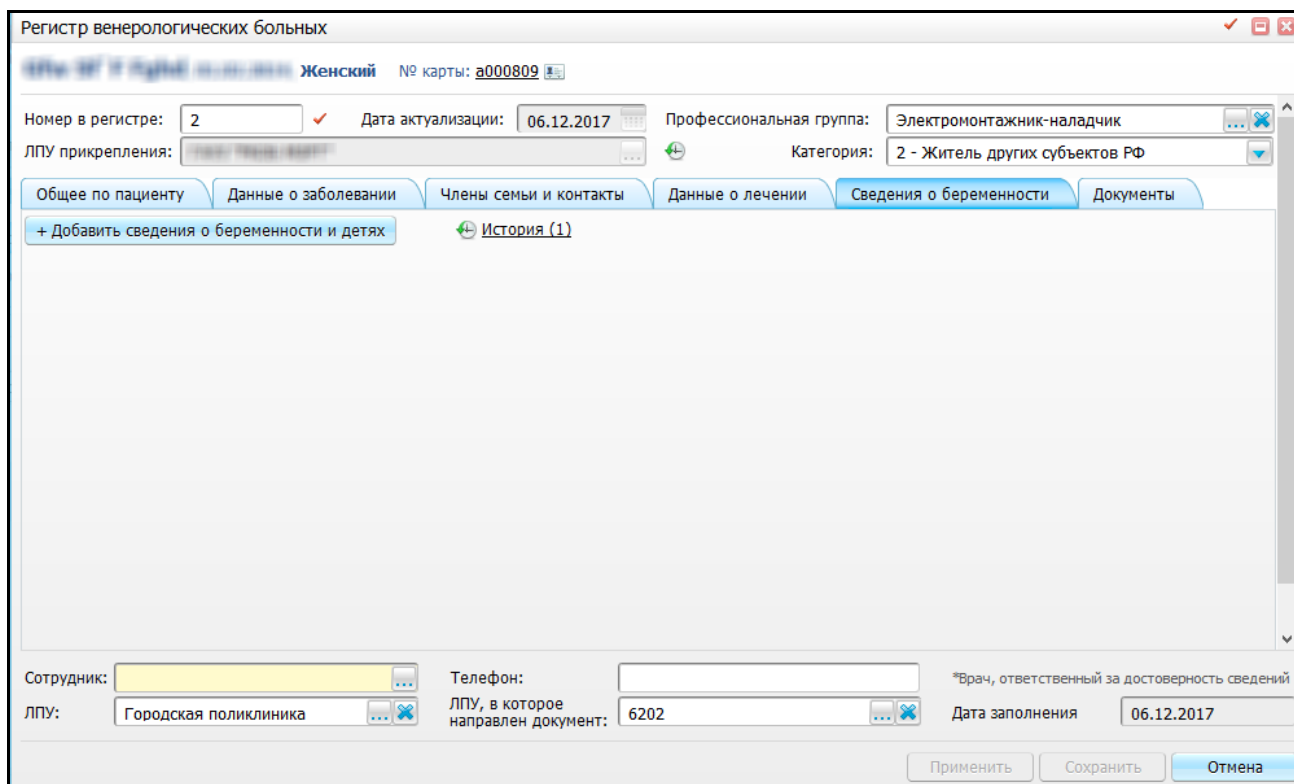 Регистр венерологических больных
Женский № карты: a000809
Номер в регистре: 2 Дата актуализации: 06.12.2017 Профессиональная группа: Электромонтажник-наладчик ...
ЛПУ прикрепления: ... Категория: 2 - Житель других субъектов РФ
Общее по пациенту Данные о заболевании Члены семьи и контакты Данные о лечении Сведения о беременности Документы
+ Добавить сведения о беременности и детях История (1)
Сотрудник: ... Телефон: *Врач, ответственный за достоверность сведений
ЛПУ: Городская поликлиника ... ЛПУ, в которое
направлен документ: 6202 ... Дата заполнения 06.12.2017
Применить Сохранить Отмена